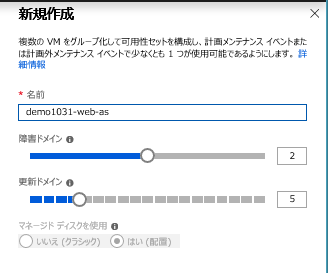 新規作成
複数の VM をグループ化して可用性セットを構成し、計画メンテナンス イベントまた
は計画外メンテナンス イベントで少なくとも 1 つが使用可能であるようにします。 詳
細情報
* 名前
demo1031-web-as
障害ドメイン
2
更新ドメイン
5
マネージド ディスクを使用
いいえ (クラシック) はい (配置)